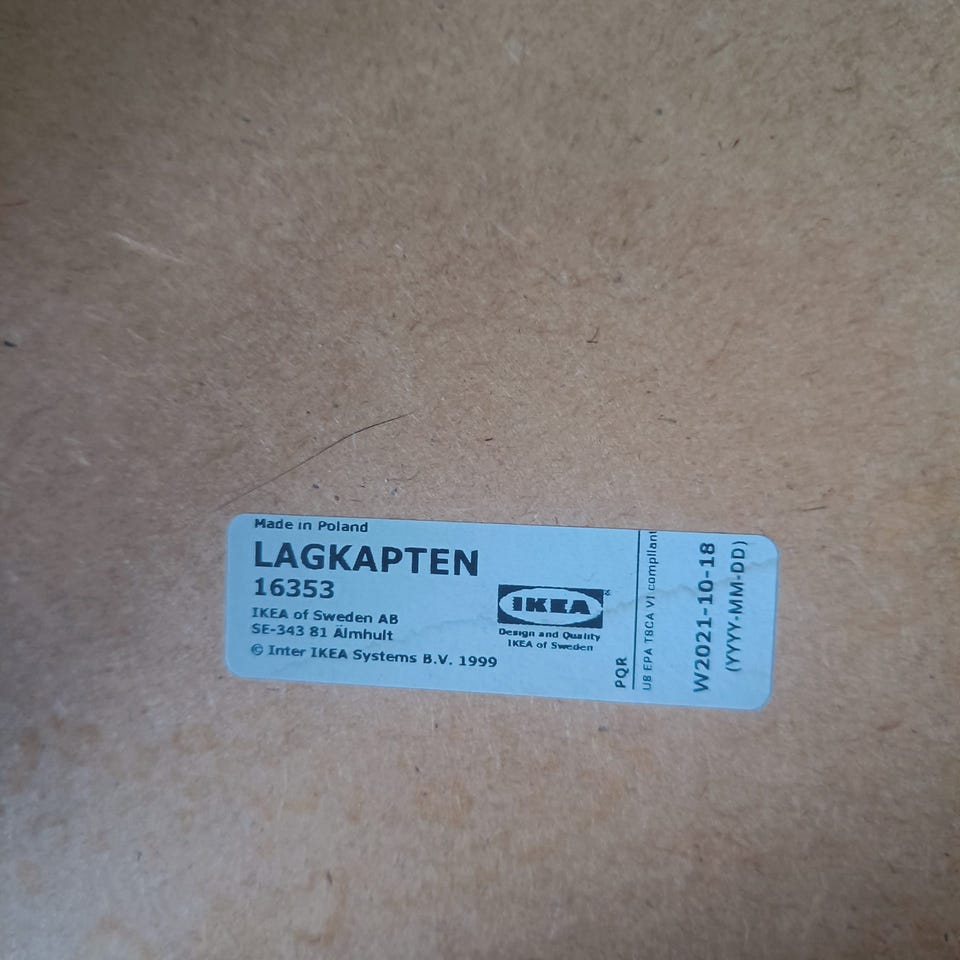 Made in Poland
LAGKAPTEN
16353
IKEA of Sweden AB
SE-343 81 Älmhult
© Inter IKEA Systems B.V. 1999
IKEA
Design and Quality
IKEA of Sweden
PQR
US EPA TSCA VI compliant
W2021-10-18
(YYYY-MM-DD)